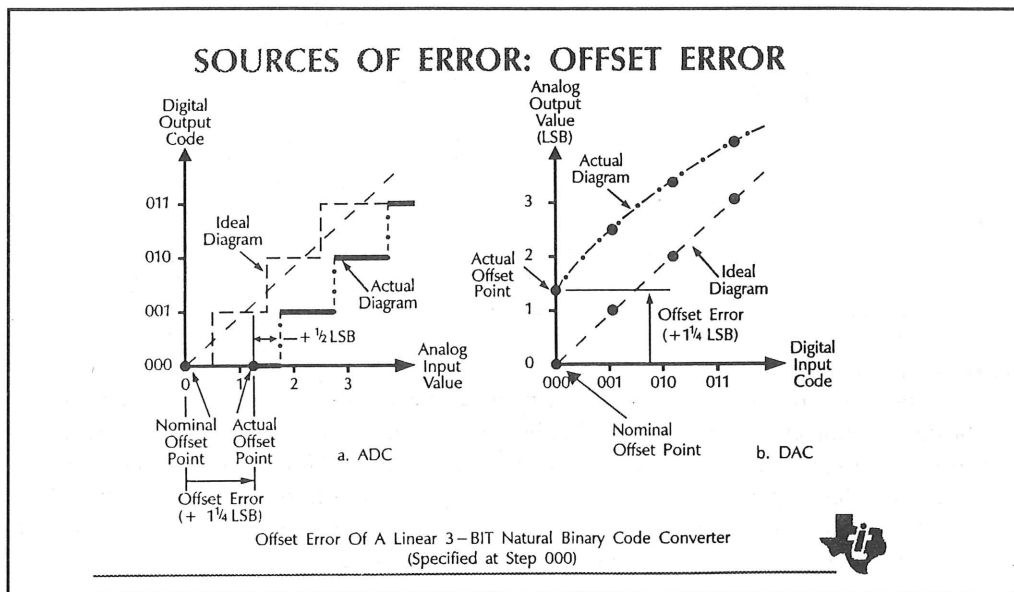 SOURCES OF ERROR: OFFSET ERROR
Digital
Output
Code
011
010
001
000
Ideal
Diagram
Actual
Diagram
+ ½ LSB
Analog
Input
Value
0
1
2
3
Nominal
Offset
Point
Actual
Offset
Point
Offset Error
(+ 1¼ LSB)
a. ADC
Analog
Output
Value
(LSB)
3
2
1
0
Actual
Diagram
Actual
Offset
Point
Ideal
Diagram
Offset Error
(+1¼ LSB)
Digital
Input
Code
000
001
010
011
Nominal
Offset Point
b. DAC
Offset Error Of A Linear 3–BIT Natural Binary Code Converter
(Specified at Step 000)